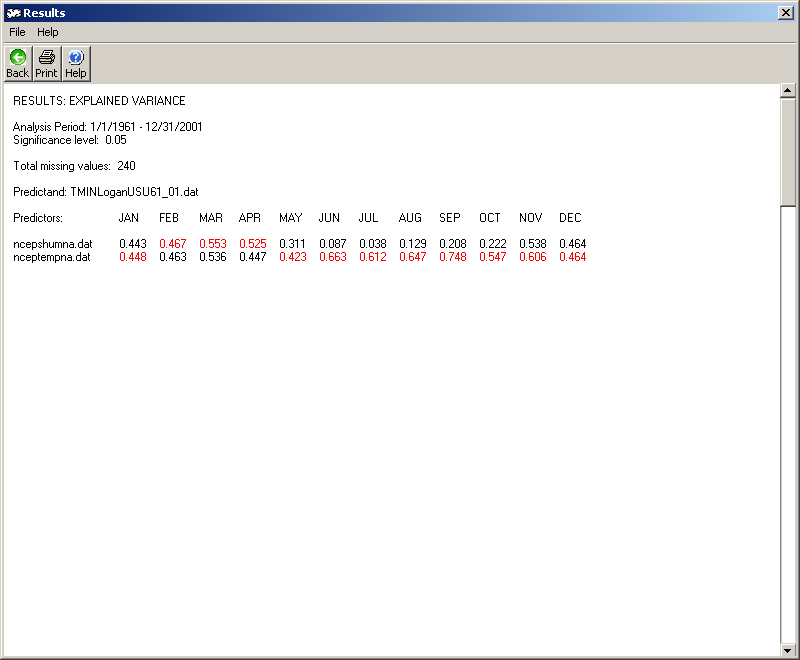 Results
File Help
Back Print Help
RESULTS: EXPLAINED VARIANCE
Analysis Period: 1/1/1961 - 12/31/2001
Significance level: 0.05
Total missing values: 240
Predictand: TMINLoganUSU61_01.dat
Predictors: JAN FEB MAR APR MAY JUN JUL AUG SEP OCT NOV DEC
ncepshumna.dat 0.443 0.467 0.553 0.525 0.311 0.087 0.038 0.129 0.208 0.222 0.538 0.464
nceptempna.dat 0.448 0.463 0.536 0.447 0.423 0.663 0.612 0.647 0.748 0.547 0.606 0.464